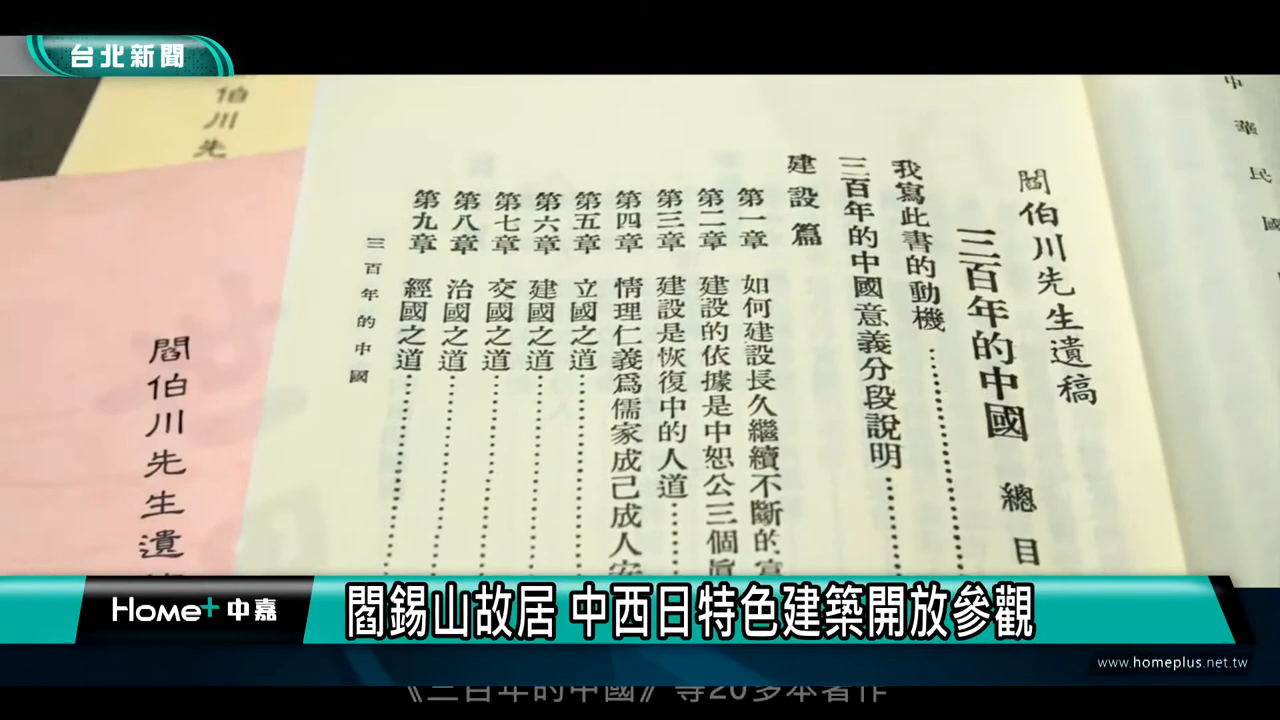 台北新聞
伯川先
閻伯川先生遺
中華民國
閻伯川先生遺稿
三百年的中國 總目
我寫此書的動機
三百年的中國意義分段說明
建設篇
第一章 如何建設長久繼續不斷的富
第二章 建設的依據是中恕公三個眞
第三章 建設是恢復中的人道
第四章 情理仁義爲儒家成己成人安
第五章 立國之道
第六章 建國之道
第七章 交國之道
第八章 治國之道
第九章 經國之道
三百年的中國
Home+ 中嘉
閻錫山故居 中西日特色建築開放參觀
www.homeplus.net.tw
《三百年的中國》等20多本著作